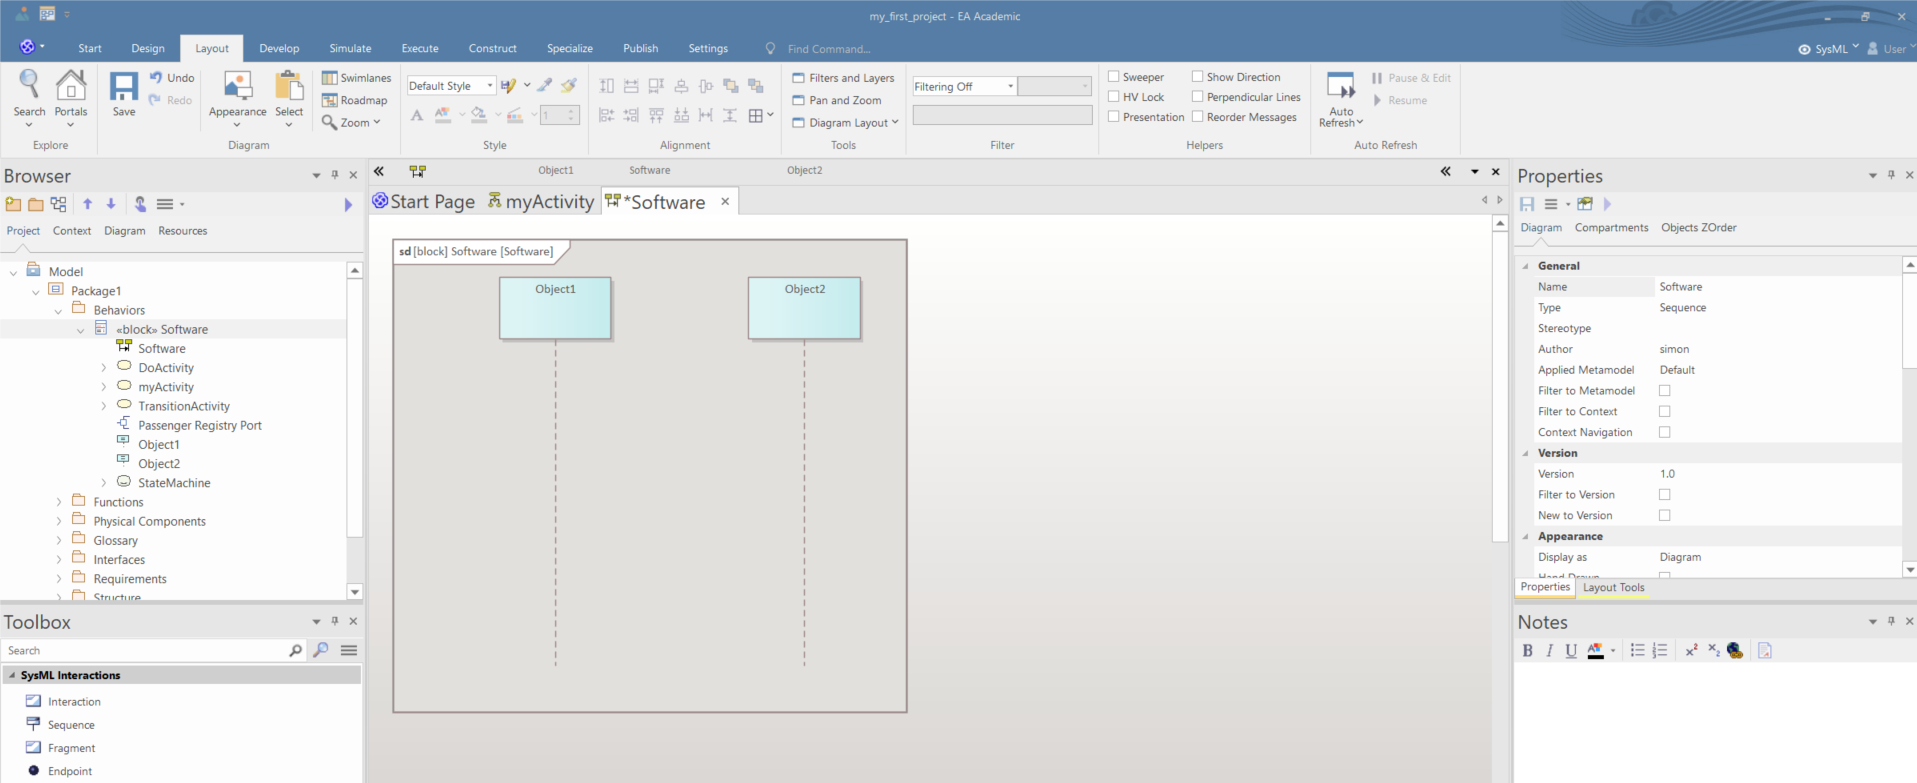 my_first_project - EA Academic
Start Design Layout Develop Simulate Execute Construct Specialize Publish Settings Find Command... SysML User
Search
Portals
Explore
Save
Undo
Redo
Appearance
Select
Swimlanes
Roadmap
Zoom
Diagram
Default Style
A
1
Style
Alignment
Filters and Layers
Pan and Zoom
Diagram Layout
Tools
Filtering Off
Filter
Sweeper
HV Lock
Presentation
Show Direction
Perpendicular Lines
Reorder Messages
Helpers
Auto
Refresh
Pause & Edit
Resume
Auto Refresh
Browser
Project Context Diagram Resources
Model
Package1
Behaviors
«block» Software
Software
DoActivity
myActivity
TransitionActivity
Passenger Registry Port
Object1
Object2
StateMachine
Functions
Physical Components
Glossary
Interfaces
Requirements
Structure
Toolbox
Search
SysML Interactions
Interaction
Sequence
Fragment
Endpoint
Object1 Software Object2
Start Page myActivity *Software
sd [block] Software [Software]
Object1
Object2
Properties
Diagram Compartments Objects ZOrder
General
Name Software
Type Sequence
Stereotype
Author simon
Applied Metamodel Default
Filter to Metamodel
Filter to Context
Context Navigation
Version
Version 1.0
Filter to Version
New to Version
Appearance
Display as Diagram
Hand Drawn
Properties Layout Tools
Notes
B I U A x² x₂